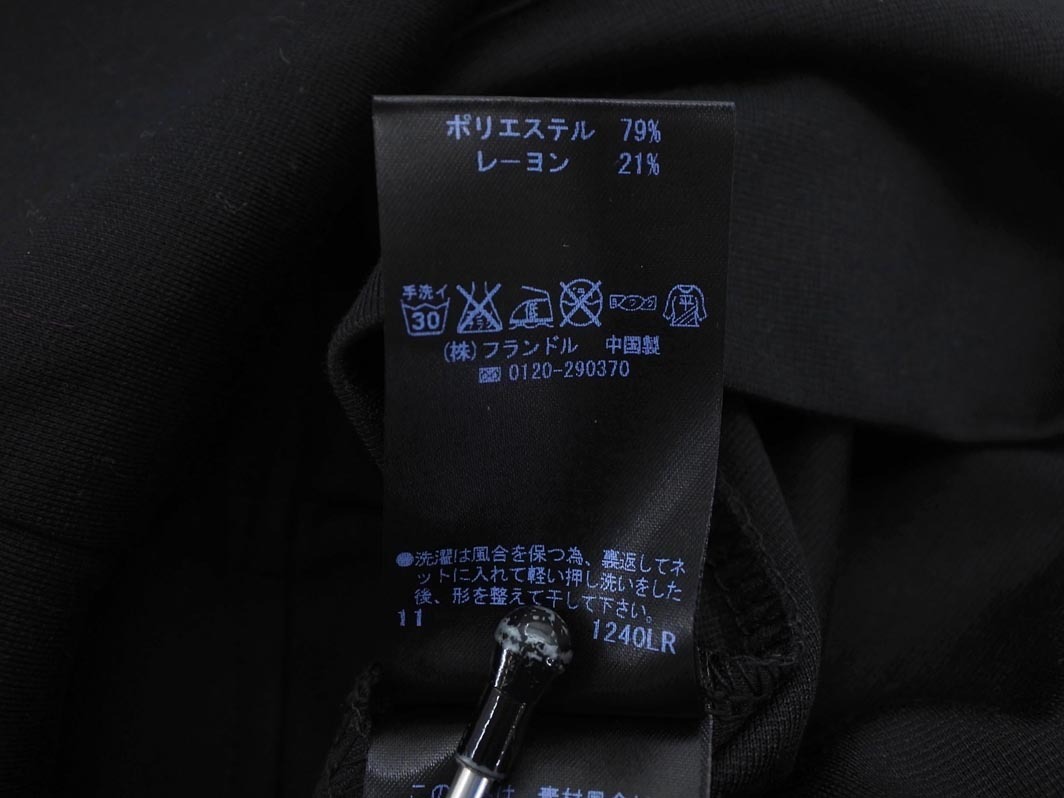 ポリエステル 79%
レーヨン 21%
手洗イ
30
平
(株)フランドル 中国製
0120-290370
●洗濯は風合を保つ為、裏返してネ
ットに入れて軽い押し洗いをした
後、形を整えて干して下さい。
11
1240LR